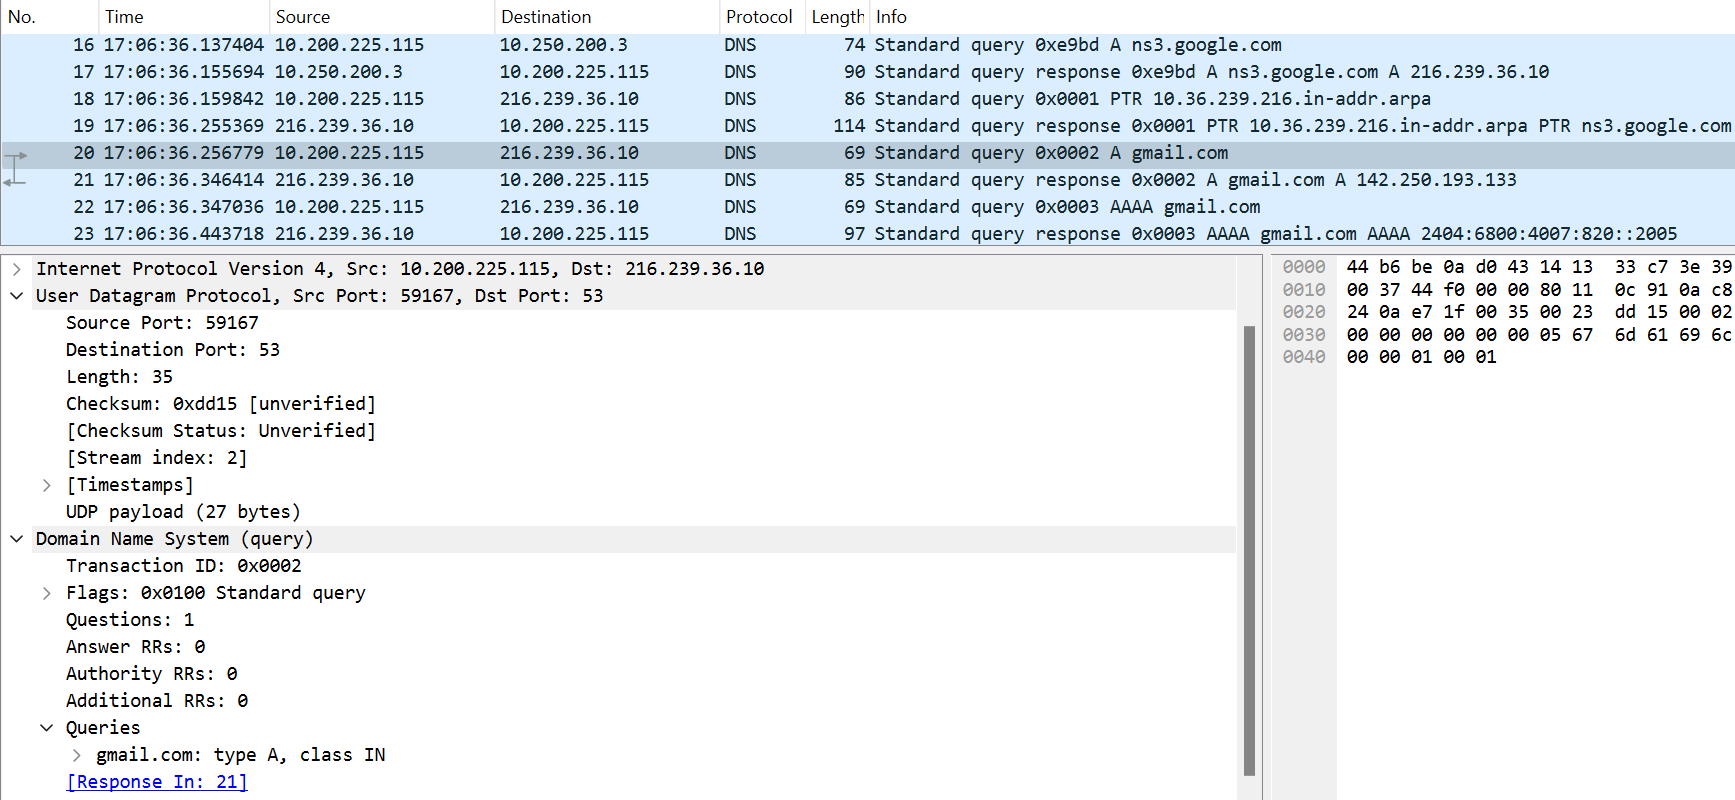 No. Time Source Destination Protocol Length Info
16 17:06:36.137404 10.200.225.115 10.250.200.3 DNS 74 Standard query 0xe9bd A ns3.google.com
17 17:06:36.155694 10.250.200.3 10.200.225.115 DNS 90 Standard query response 0xe9bd A ns3.google.com A 216.239.36.10
18 17:06:36.159842 10.200.225.115 216.239.36.10 DNS 86 Standard query 0x0001 PTR 10.36.239.216.in-addr.arpa
19 17:06:36.255369 216.239.36.10 10.200.225.115 DNS 114 Standard query response 0x0001 PTR 10.36.239.216.in-addr.arpa PTR ns3.google.com
20 17:06:36.256779 10.200.225.115 216.239.36.10 DNS 69 Standard query 0x0002 A gmail.com
21 17:06:36.346414 216.239.36.10 10.200.225.115 DNS 85 Standard query response 0x0002 A gmail.com A 142.250.193.133
22 17:06:36.347036 10.200.225.115 216.239.36.10 DNS 69 Standard query 0x0003 AAAA gmail.com
23 17:06:36.443718 216.239.36.10 10.200.225.115 DNS 97 Standard query response 0x0003 AAAA gmail.com AAAA 2404:6800:4007:820::2005
Internet Protocol Version 4, Src: 10.200.225.115, Dst: 216.239.36.10
User Datagram Protocol, Src Port: 59167, Dst Port: 53
Source Port: 59167
Destination Port: 53
Length: 35
Checksum: 0xdd15 [unverified]
[Checksum Status: Unverified]
[Stream index: 2]
[Timestamps]
UDP payload (27 bytes)
Domain Name System (query)
Transaction ID: 0x0002
Flags: 0x0100 Standard query
Questions: 1
Answer RRs: 0
Authority RRs: 0
Additional RRs: 0
Queries
gmail.com: type A, class IN
[Response In: 21]
0000 44 b6 be 0a d0 43 14 13 33 c7 3e 39
0010 00 37 44 f0 00 00 80 11 0c 91 0a c8
0020 24 0a e7 1f 00 35 00 23 dd 15 00 02
0030 00 00 00 00 00 00 05 67 6d 61 69 6c
0040 00 00 01 00 01